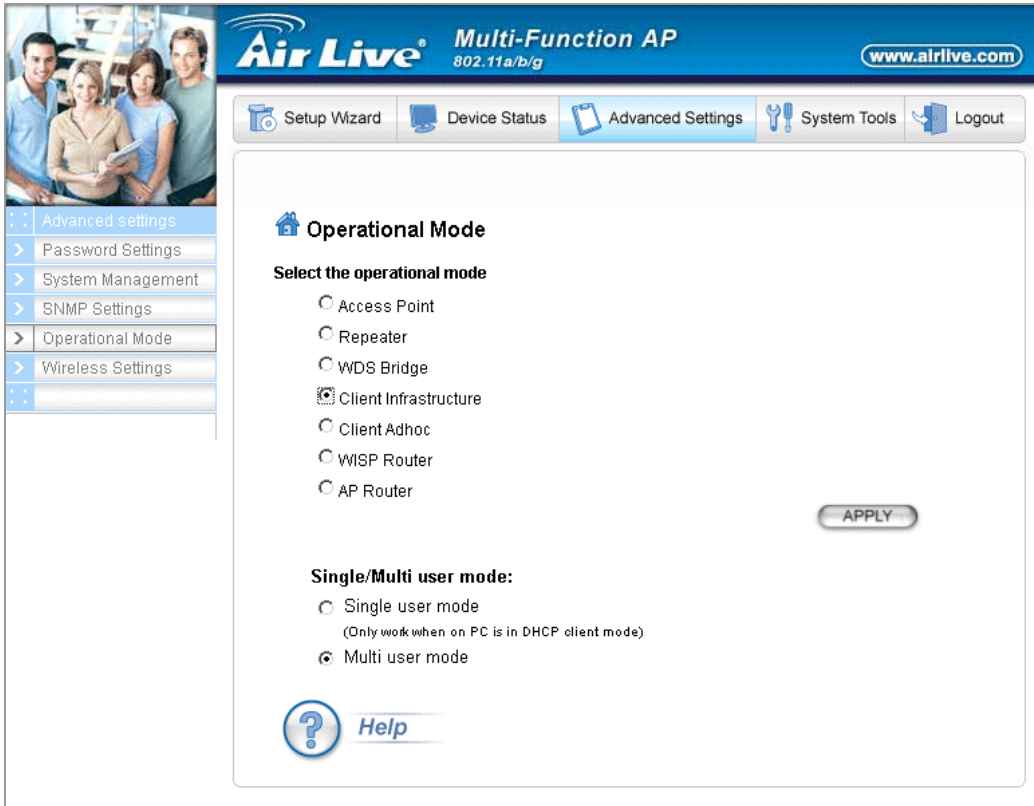 Air Live®
Multi-Function AP
802.11a/b/g
www.airlive.com
Setup Wizard
Device Status
Advanced Settings
System Tools
Logout
Advanced settings
Password Settings
System Management
SNMP Settings
Operational Mode
Wireless Settings
Operational Mode
Select the operational mode
Access Point
Repeater
WDS Bridge
Client Infrastructure
Client Adhoc
WISP Router
AP Router
APPLY
Single/Multi user mode:
Single user mode
(Only work when on PC is in DHCP client mode)
Multi user mode
? Help